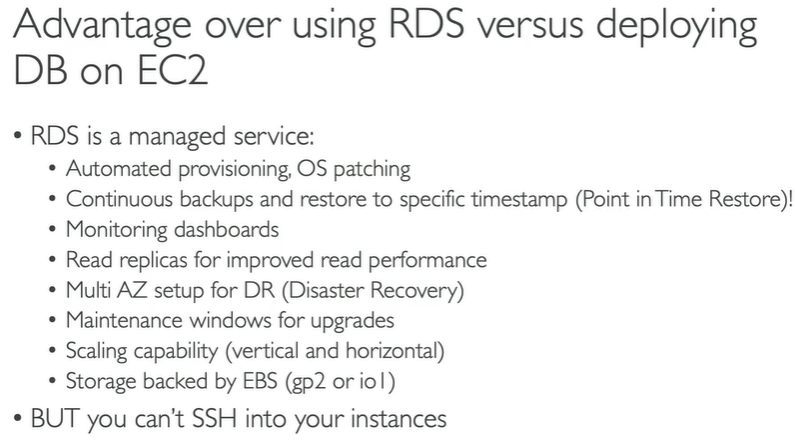 Advantage over using RDS versus deploying
DB on EC2
• RDS is a managed service:
• Automated provisioning, OS patching
• Continuous backups and restore to specific timestamp (Point in Time Restore)!
• Monitoring dashboards
• Read replicas for improved read performance
• Multi AZ setup for DR (Disaster Recovery)
• Maintenance windows for upgrades
• Scaling capability (vertical and horizontal)
• Storage backed by EBS (gp2 or io1)
• BUT you can't SSH into your instances